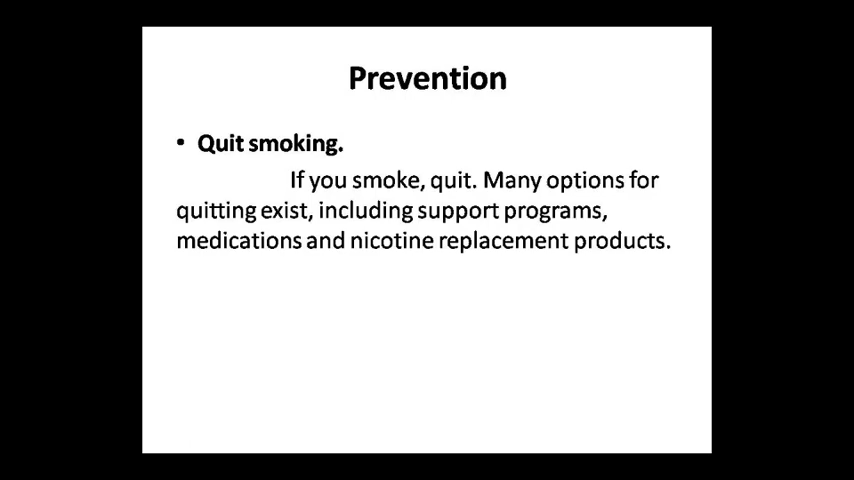 Prevention
• Quit smoking.
If you smoke, quit. Many options for
quitting exist, including support programs,
medications and nicotine replacement products.